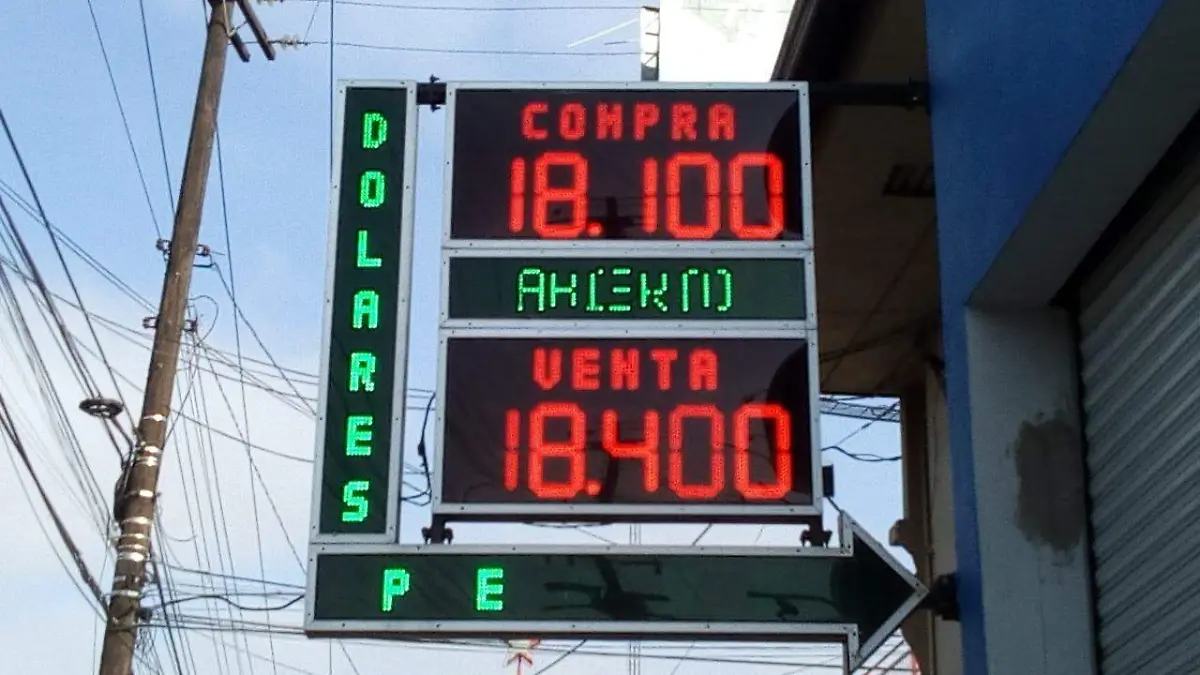 DOLARES
COMPRA
18.100
VENTA
18.400
P E